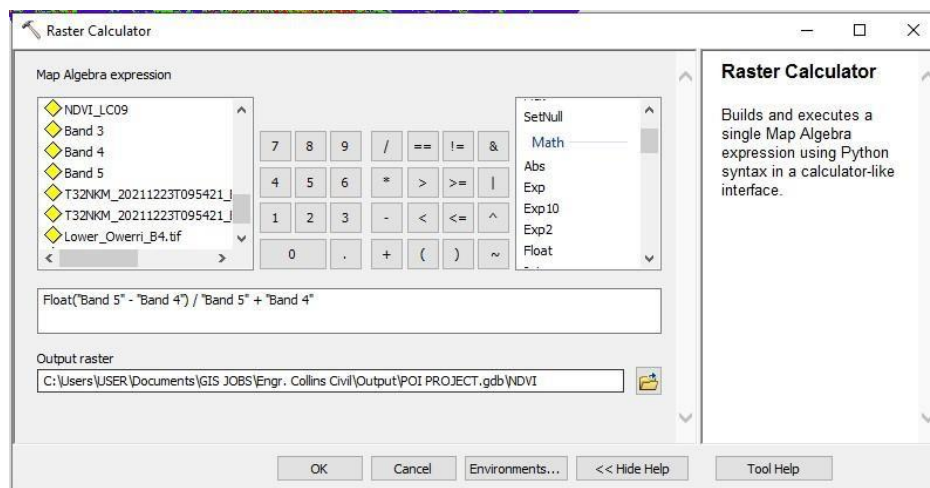 Raster Calculator
Map Algebra expression
NDVI_LC09
Band 3
Band 4
Band 5
T32NKM_20211223T095421_
T32NKM_20211223T095421_
Lower_Owerri_B4.tif
7 8 9 / == != &
4 5 6 * > >= |
1 2 3 - < <= ^
0 . + ( ) ~
SetNull
Math
Abs
Exp
Exp10
Exp2
Float
Float("Band 5" - "Band 4") / "Band 5" + "Band 4"
Output raster
C:\Users\USER\Documents\GIS JOBS\Engr. Collins Civil\Output\POI PROJECT.gdb\NDVI
OK Cancel Environments... << Hide Help Tool Help
Raster Calculator
Builds and executes a
single Map Algebra
expression using Python
syntax in a calculator-like
interface.